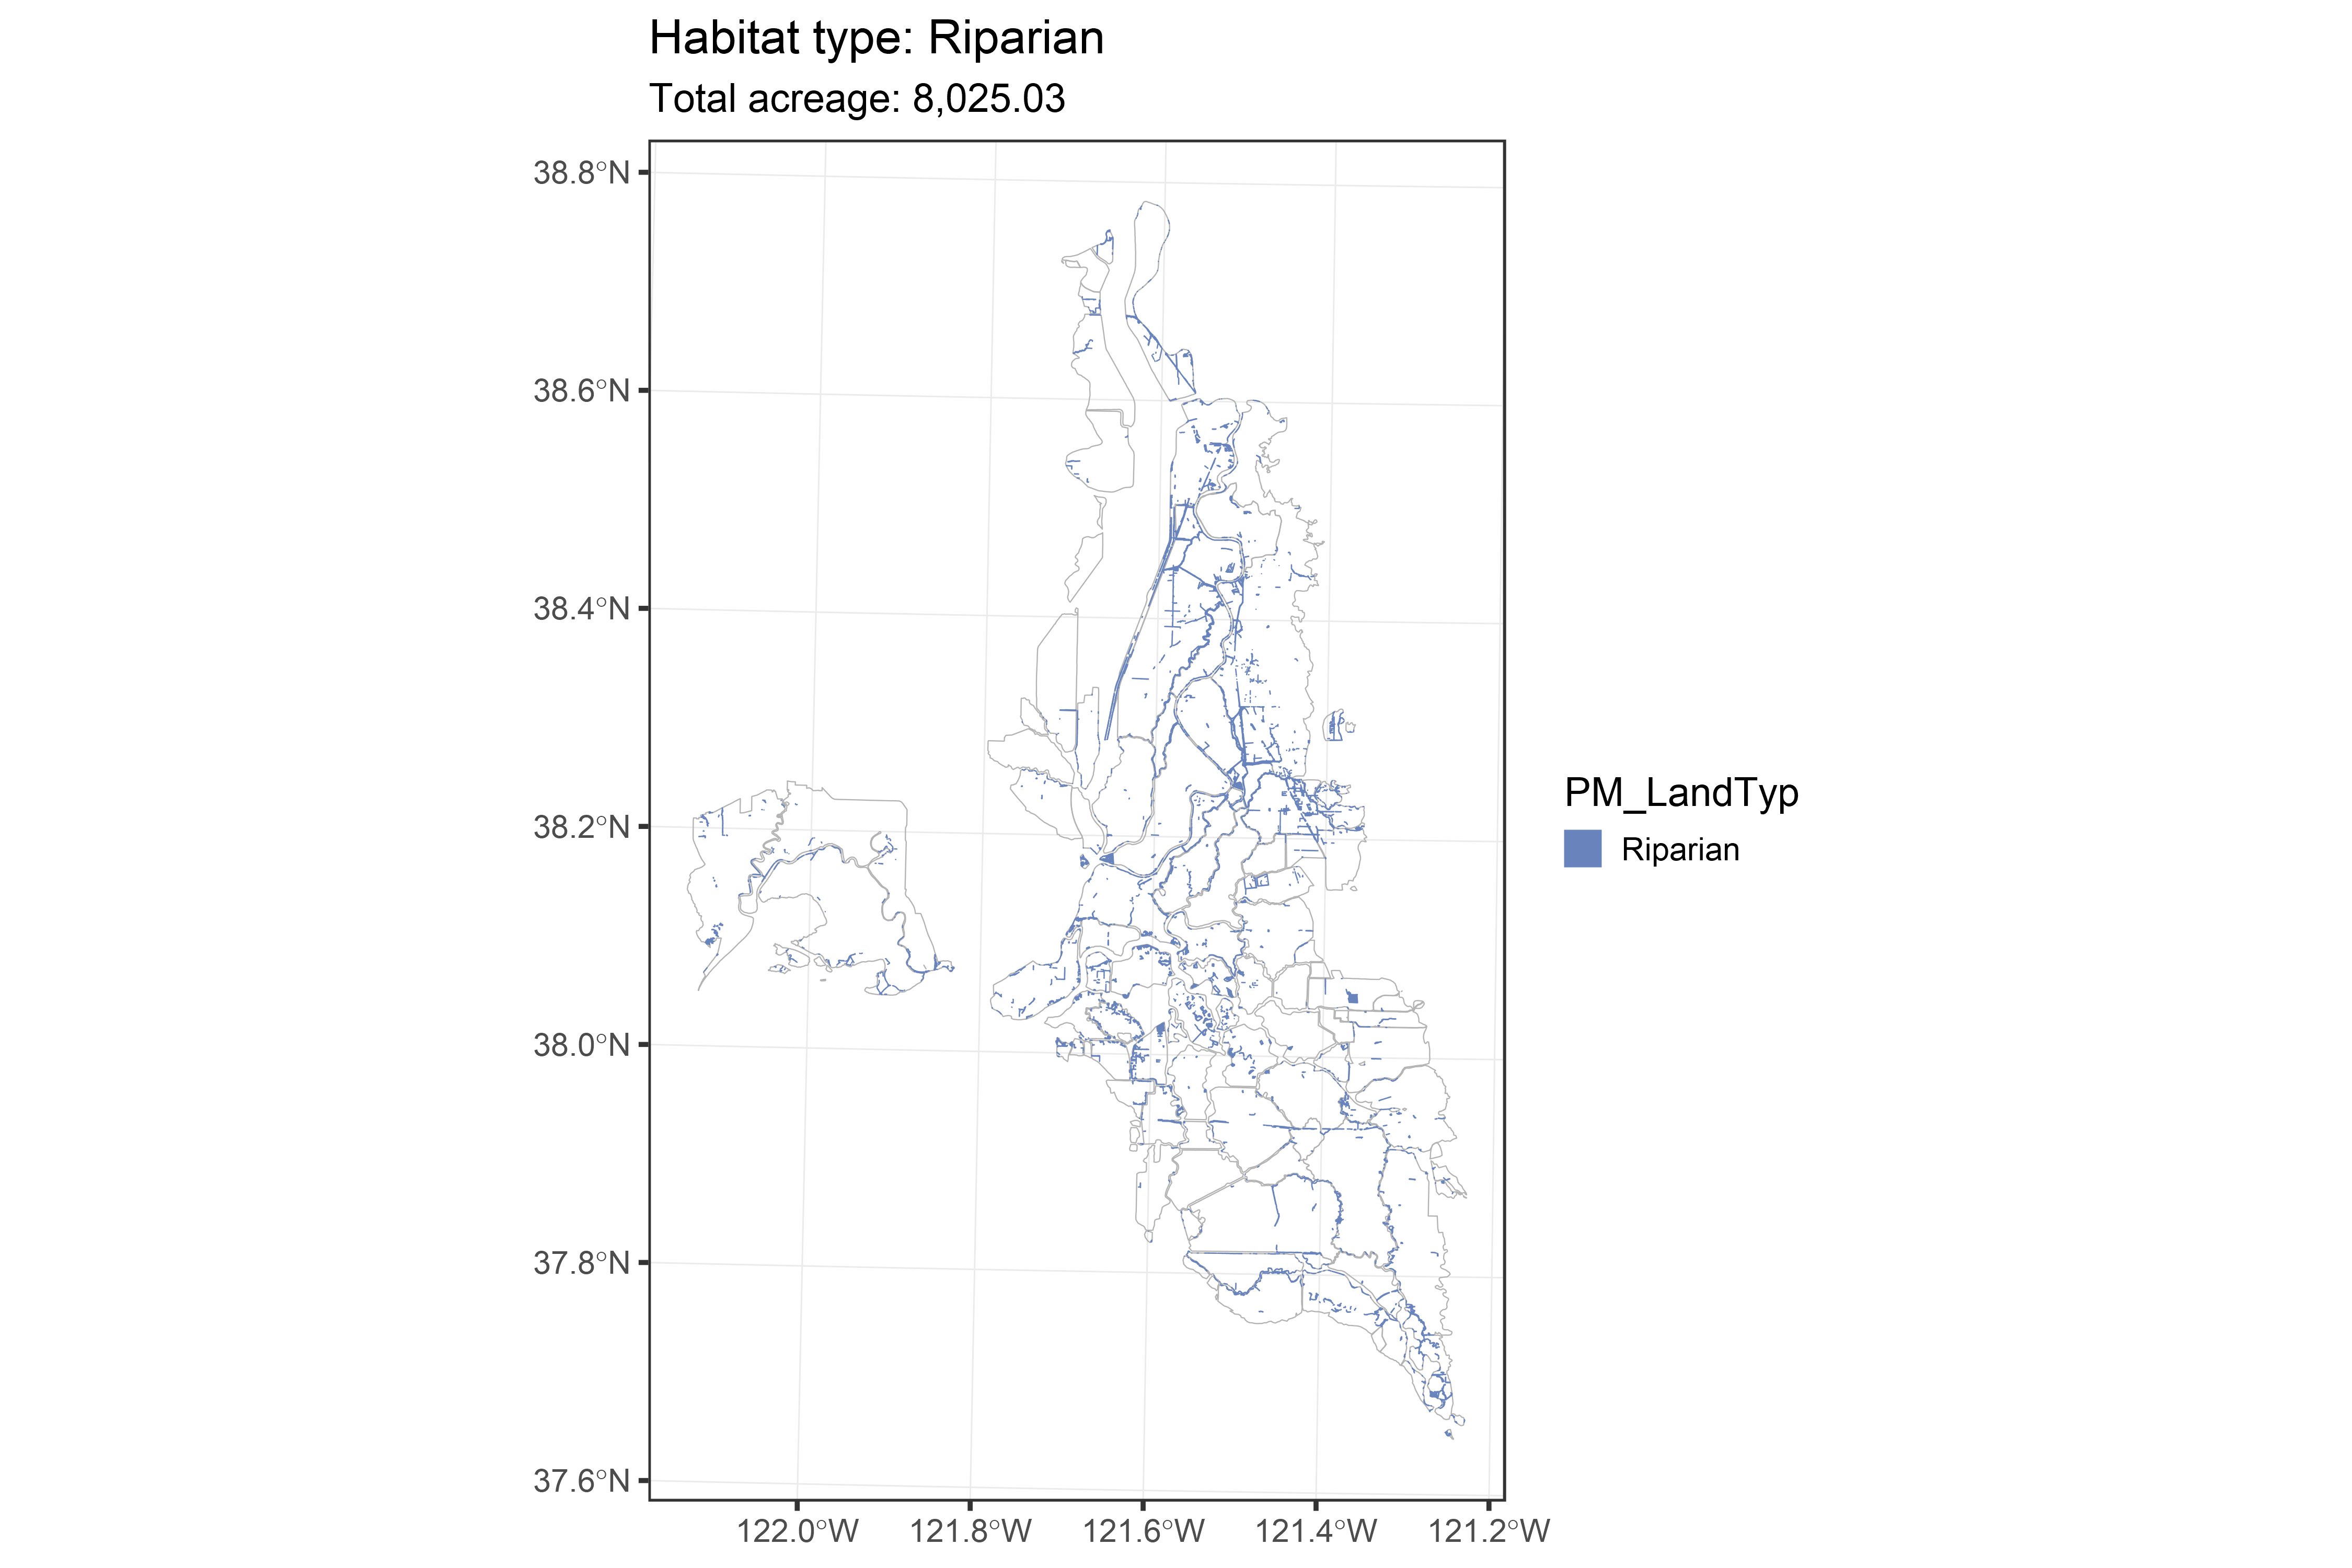 Habitat type: Riparian
Total acreage: 8,025.03
38.8°N
38.6°N
38.4°N
38.2°N
38.0°N
37.8°N
37.6°N
122.0°W
121.8°W
121.6°W
121.4°W
121.2°W
PM_LandTyp
Riparian